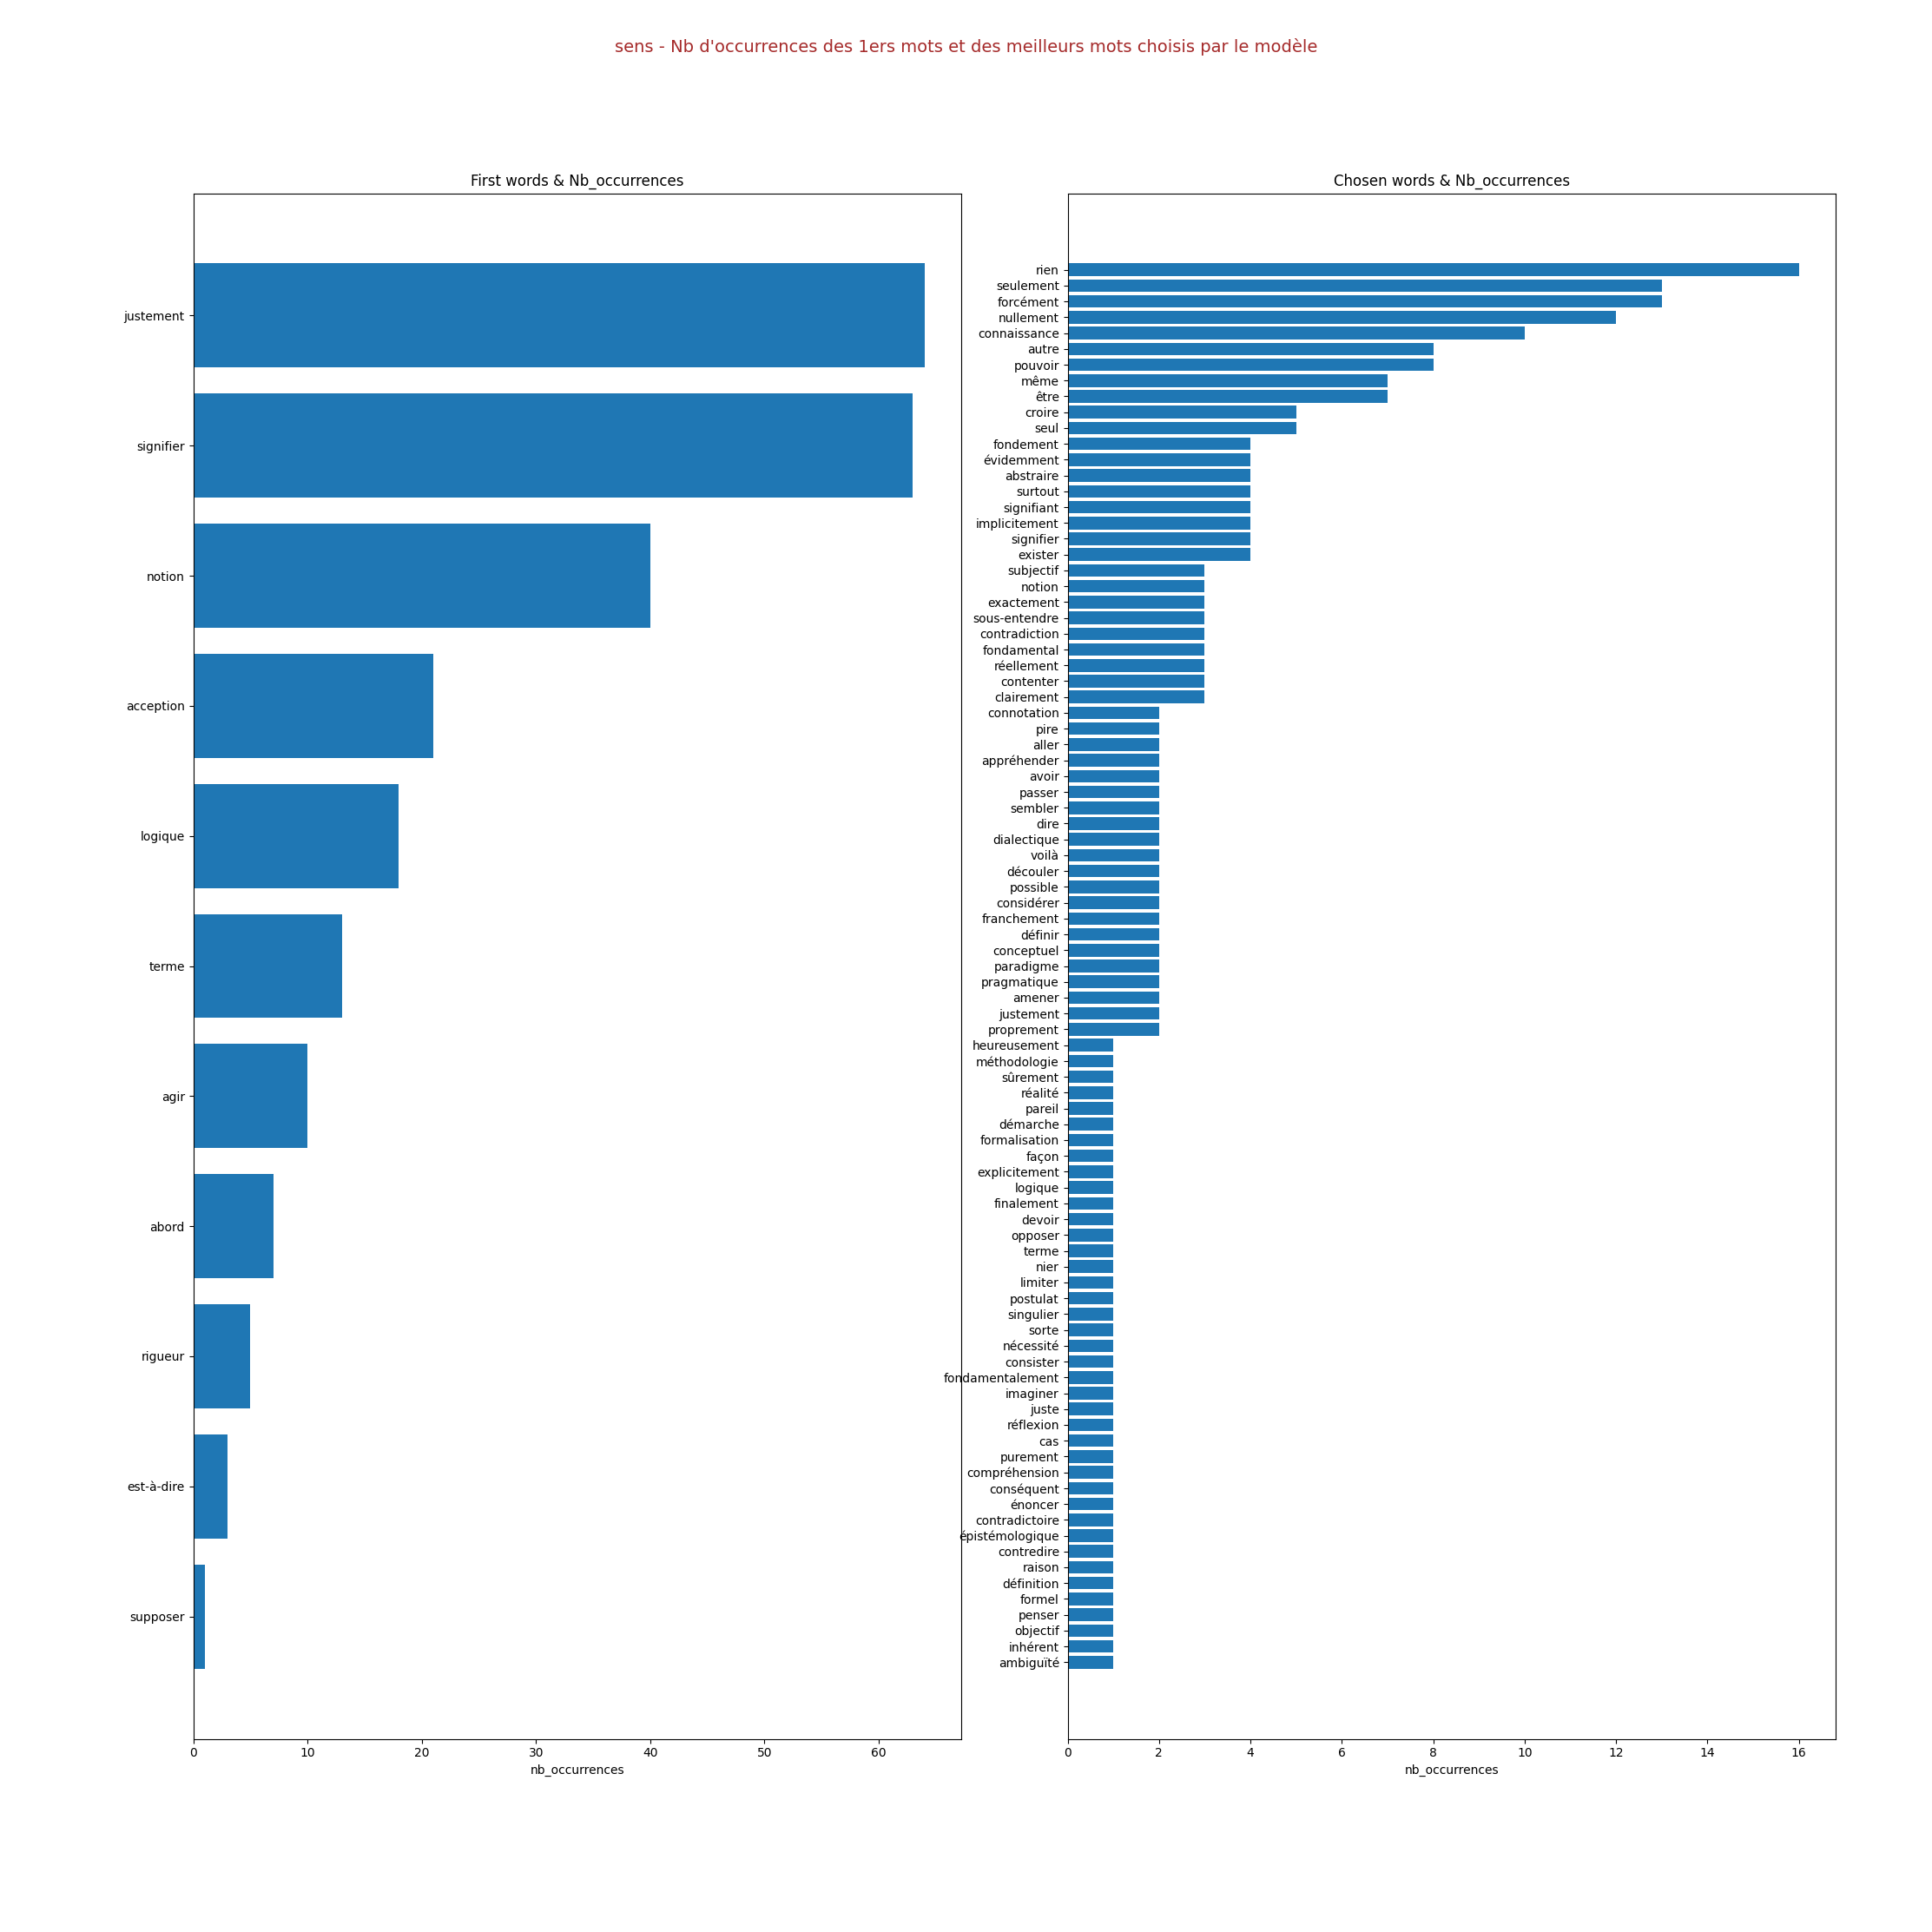 sens - Nb d'occurrences des 1ers mots et des meilleurs mots choisis par le modèle
First words & Nb_occurrences
justement
signifier
notion
acception
logique
terme
agir
abord
rigueur
est-à-dire
supposer
0 10 20 30 40 50 60
nb_occurrences
Chosen words & Nb_occurrences
rien
seulement
forcément
nullement
connaissance
autre
pouvoir
même
être
croire
seul
fondement
évidemment
abstraire
surtout
signifiant
implicitement
signifier
exister
subjectif
notion
exactement
sous-entendre
contradiction
fondamental
réellement
contenter
clairement
connotation
pire
aller
appréhender
avoir
passer
sembler
dire
dialectique
voilà
découler
possible
considérer
franchement
définir
conceptuel
paradigme
pragmatique
amener
justement
proprement
heureusement
méthodologie
sûrement
réalité
pareil
démarche
formalisation
façon
explicitement
logique
finalement
devoir
opposer
terme
nier
limiter
postulat
singulier
sorte
nécessité
consister
fondamentalement
imaginer
juste
réflexion
cas
purement
compréhension
conséquent
énoncer
contradictoire
épistémologique
contredire
raison
définition
formel
penser
objectif
inhérent
ambiguïté
0 2 4 6 8 10 12 14 16
nb_occurrences